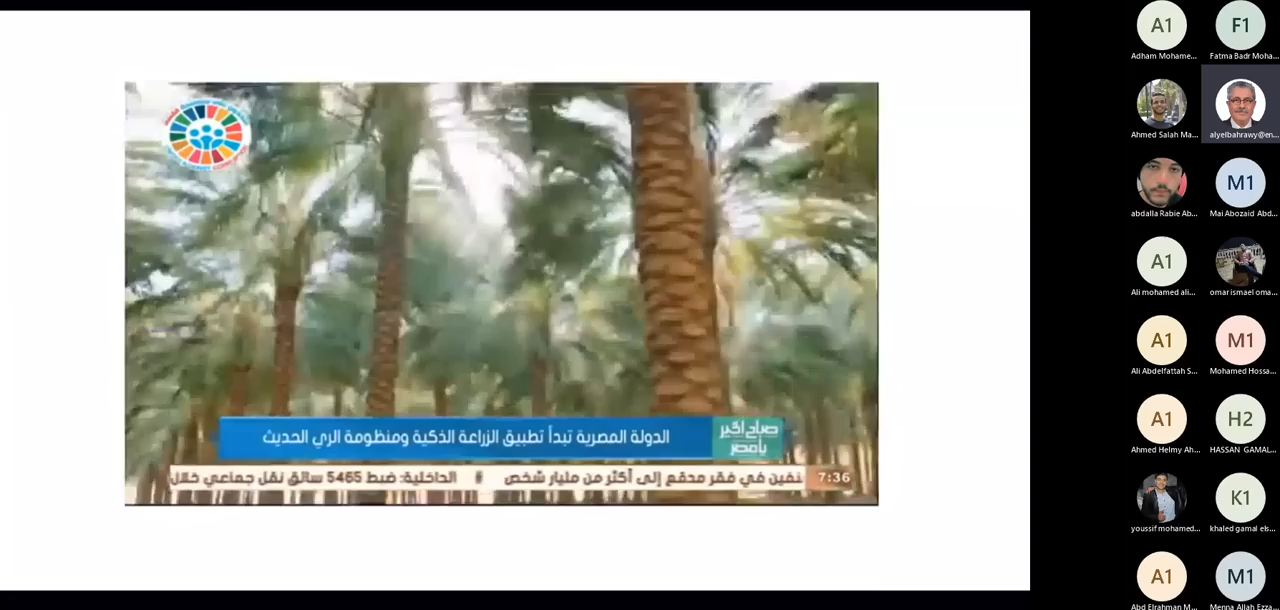 الدولة المصرية تبدأ تطبيق الزراعة الذكية ومنظومة الري الحديث
صباح الخير
يا مصر
في فقر مدقع إلى أكثر من مليار شخص
الداخلية: ضبط 5465 سائق نقل جماعي خلال
7:36
A1
Adham Mohame...
F1
Fatma Badr Moha...
Ahmed Salah Ma...
alyelbahrawy@en...
abdalla Rabie Ab...
M1
Mai Abozaid Abd...
A1
Ali mohamed ali...
omar ismael oma...
A1
Ali Abdelfattah S...
M1
Mohamed Hossa...
A1
Ahmed Helmy Ah...
H2
HASSAN GAMAL...
youssif mohamed...
K1
khaled gamal els...
A1
Abd Elrahman M...
M1
Menna Allah Ezza...